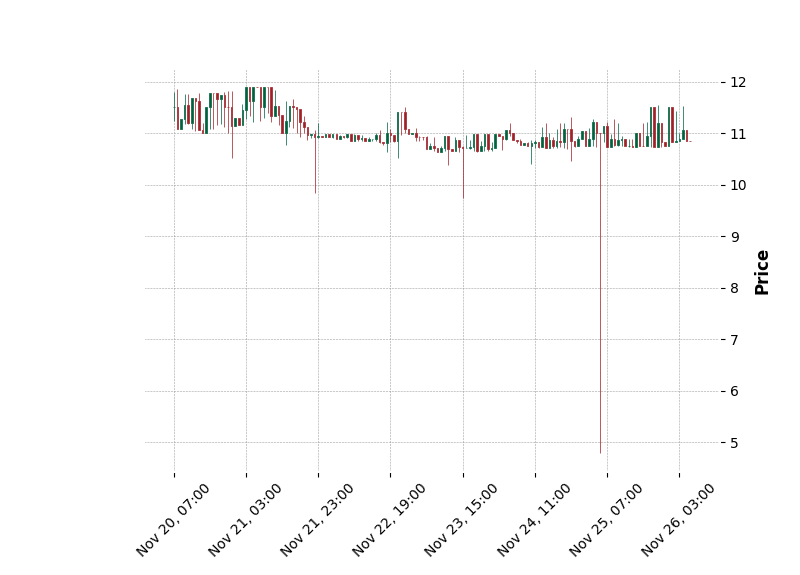 12
11
10
9
8
7
6
5
Price
Nov 20, 07:00
Nov 21, 03:00
Nov 21, 23:00
Nov 22, 19:00
Nov 23, 15:00
Nov 24, 11:00
Nov 25, 07:00
Nov 26, 03:00